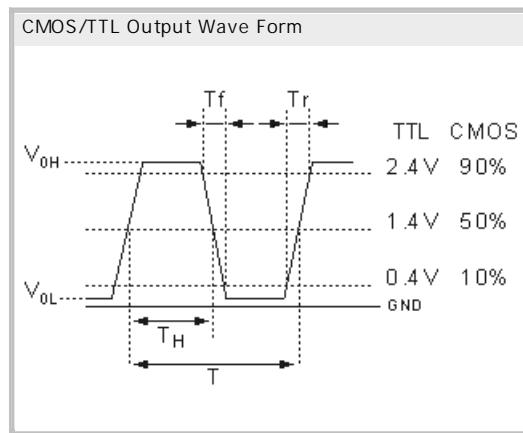 CMOS/TTL Output Wave Form
Tf Tr
TTL CMOS
V0H 2.4V 90%
1.4V 50%
0.4V 10%
V0L GND
TH
T